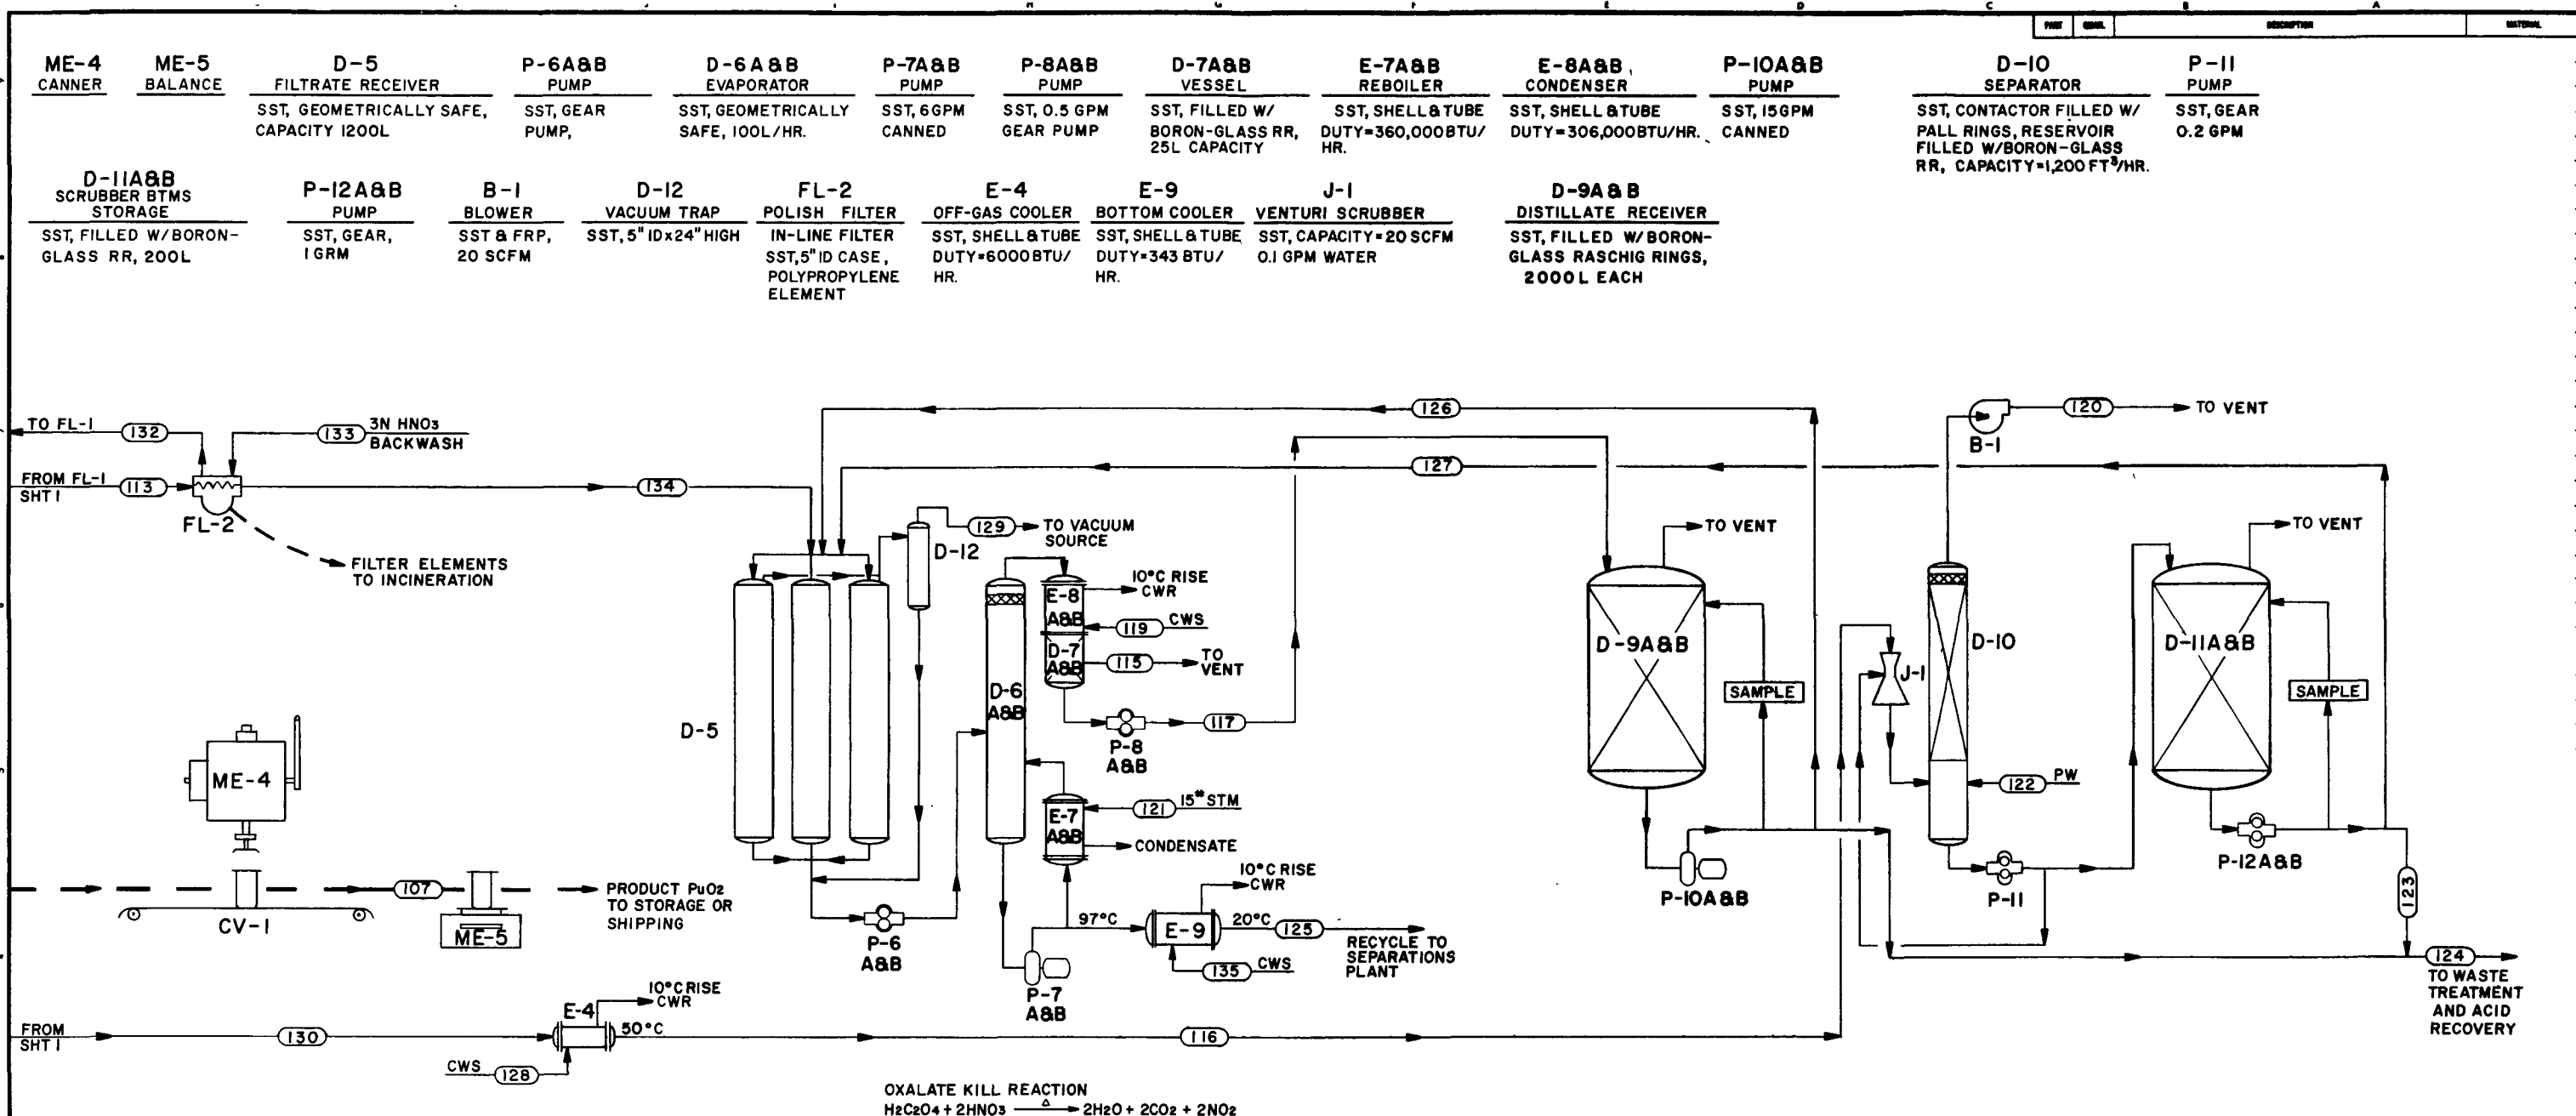 H G F E D C B A
PART QUAN. DESCRIPTION MATERIAL
ME-4
CANNER
ME-5
BALANCE
D-5
FILTRATE RECEIVER
SST, GEOMETRICALLY SAFE,
CAPACITY 1200L
P-6A&B
PUMP
SST, GEAR
PUMP,
D-6A&B
EVAPORATOR
SST, GEOMETRICALLY
SAFE, 100L/HR.
P-7A&B
PUMP
SST, 6GPM
CANNED
P-8A&B
PUMP
SST, 0.5 GPM
GEAR PUMP
D-7A&B
VESSEL
SST, FILLED W/
BORON-GLASS RR,
25L CAPACITY
E-7A&B
REBOILER
SST, SHELL&TUBE
DUTY=360,000BTU/
HR.
E-8A&B
CONDENSER
SST, SHELL&TUBE
DUTY=306,000BTU/HR.
P-10A&B
PUMP
SST, 15GPM
CANNED
D-10
SEPARATOR
SST, CONTACTOR FILLED W/
PALL RINGS, RESERVOIR
FILLED W/BORON-GLASS
RR, CAPACITY=1,200 FT³/HR.
P-11
PUMP
SST, GEAR
0.2 GPM
D-11A&B
SCRUBBER BTMS
STORAGE
SST, FILLED W/BORON-
GLASS RR, 200L
P-12A&B
PUMP
SST, GEAR,
1 GRM
B-1
BLOWER
SST & FRP,
20 SCFM
D-12
VACUUM TRAP
SST, 5" IDx24" HIGH
FL-2
POLISH FILTER
IN-LINE FILTER
SST, 5" ID CASE,
POLYPROPYLENE
ELEMENT
E-4
OFF-GAS COOLER
SST, SHELL&TUBE
DUTY=6000BTU/
HR.
E-9
BOTTOM COOLER
SST, SHELL&TUBE
DUTY=343 BTU/
HR.
J-1
VENTURI SCRUBBER
SST, CAPACITY=20 SCFM
0.1 GPM WATER
D-9A&B
DISTILLATE RECEIVER
SST, FILLED W/BORON-
GLASS RASCHIG RINGS,
2000L EACH
TO FL-1 132
133 3N HNO3
BACKWASH
FROM FL-1 113
SHT 1
FL-2
134
FILTER ELEMENTS
TO INCINERATION
126
127
120 TO VENT
B-1
129 TO VACUUM
SOURCE
D-12
D-5
D-6
A&B
E-8
A&B
D-7
A&B
10°C RISE
CWR
119 CWS
115 TO
VENT
P-8
A&B
117
121 15# STM
E-7
A&B
CONDENSATE
TO VENT
D-9A&B
SAMPLE
P-10A&B
J-1
D-10
122 PW
P-11
TO VENT
D-11A&B
SAMPLE
P-12A&B
123
124
TO WASTE
TREATMENT
AND ACID
RECOVERY
ME-4
CV-1
107
ME-5
PRODUCT PuO2
TO STORAGE OR
SHIPPING
P-6
A&B
97°C
10°C RISE
CWR
E-9
20°C 125
RECYCLE TO
SEPARATIONS
PLANT
135 CWS
P-7
A&B
FROM
SHT 1
130
E-4
10°C RISE
CWR
50°C
116
CWS 128
OXALATE KILL REACTION
H2C2O4 + 2HNO3 Δ→ 2H2O + 2CO2 + 2NO2